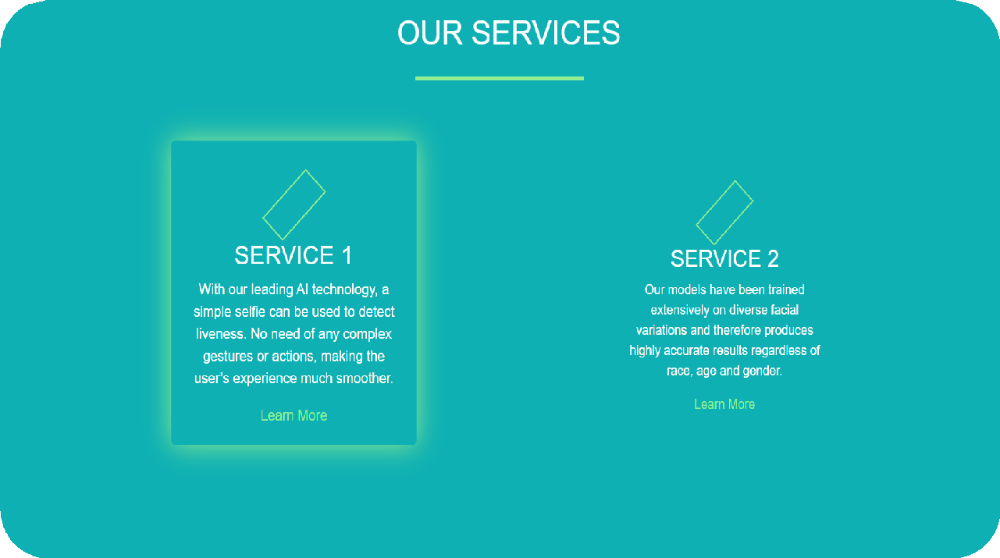 OUR SERVICES
SERVICE 1
With our leading AI technology, a
simple selfie can be used to detect
liveness. No need of any complex
gestures or actions, making the
user’s experience much smoother.
Learn More
SERVICE 2
Our models have been trained
extensively on diverse facial
variations and therefore produces
highly accurate results regardless of
race, age and gender.
Learn More